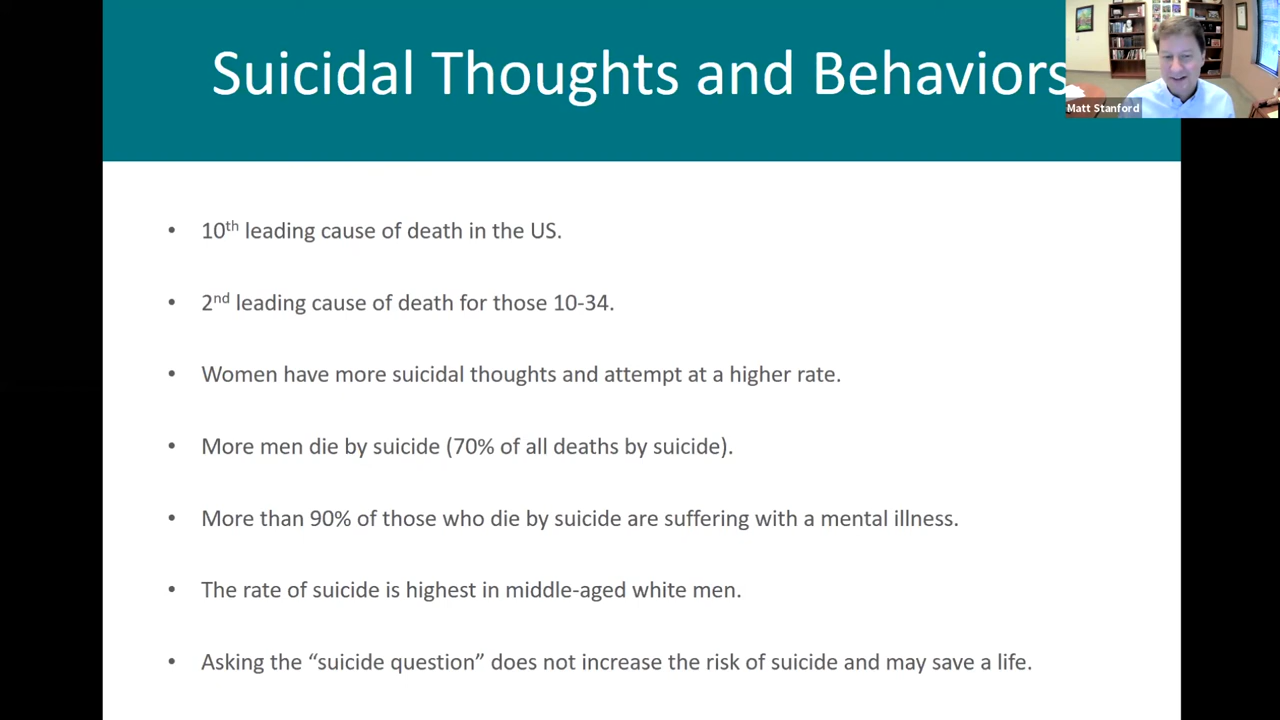 Suicidal Thoughts and Behaviors
Matt Stanford
• 10th leading cause of death in the US.
• 2nd leading cause of death for those 10-34.
• Women have more suicidal thoughts and attempt at a higher rate.
• More men die by suicide (70% of all deaths by suicide).
• More than 90% of those who die by suicide are suffering with a mental illness.
• The rate of suicide is highest in middle-aged white men.
• Asking the “suicide question” does not increase the risk of suicide and may save a life.